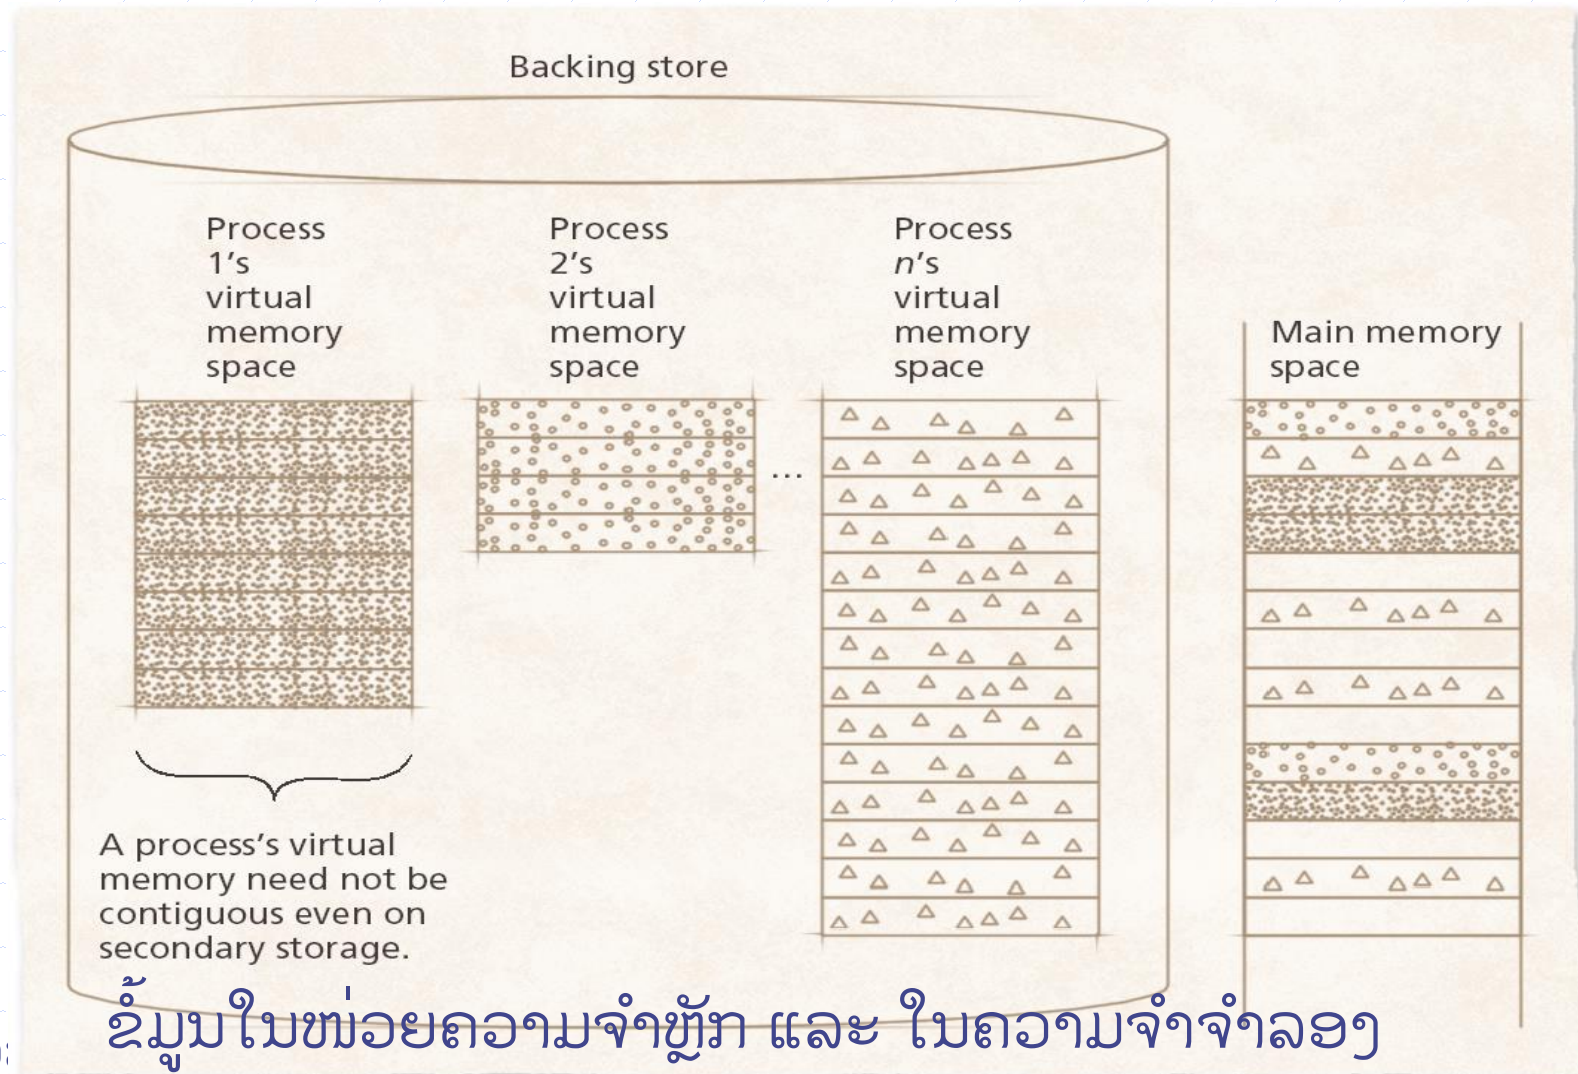 Backing store
Process
1's
virtual
memory
space
Process
2's
virtual
memory
space
...
Process
n's
virtual
memory
space
Main memory
space
A process's virtual
memory need not be
contiguous even on
secondary storage.
ຂໍ້ມູນໃນໜ່ອຍຄວາມຈຳຫຼັກ ແລະ ໃນຄວາມຈຳຈຳລອງ